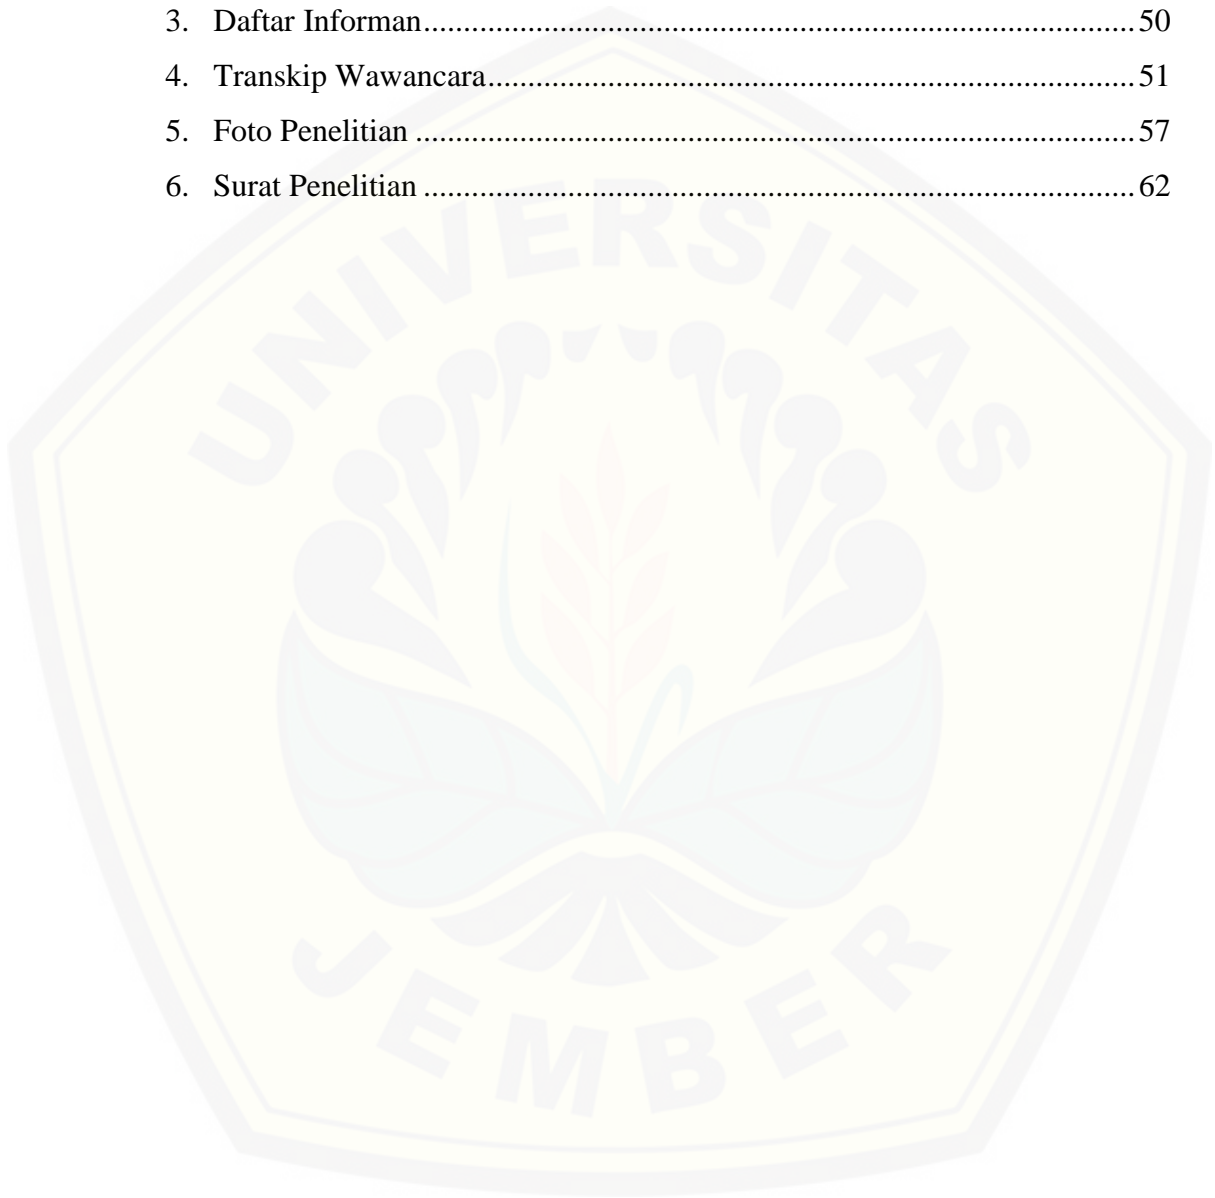 3. Daftar Informan........................................................................................50
4. Transkip Wawancara................................................................................51
5. Foto Penelitian .........................................................................................57
6. Surat Penelitian ........................................................................................62
UNIVERSITAS
JEMBER